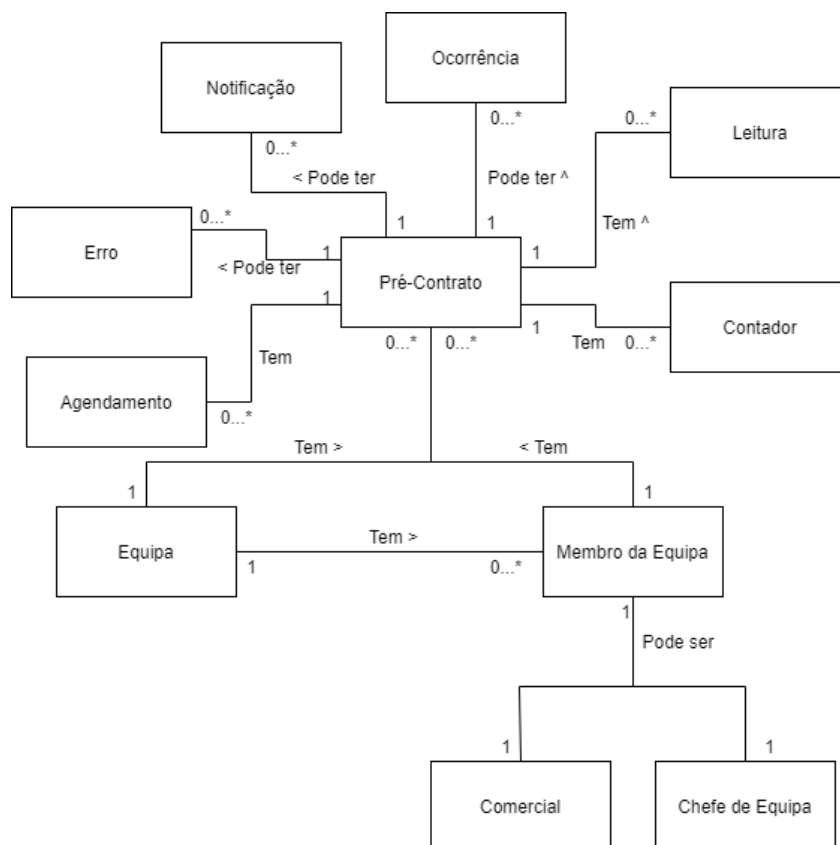 Ocorrência
Notificação
0...*
0...*
Leitura
0...*
< Pode ter
Pode ter ^
0...*
1
1
Tem ^
Erro
1
1
< Pode ter
Pré-Contrato
1
1
Contador
0...*
0...*
Tem
0...*
Tem
Agendamento
0...*
Tem >
< Tem
1
1
Equipa
Tem >
Membro da Equipa
1
0...*
1
Pode ser
1
1
Comercial
Chefe de Equipa